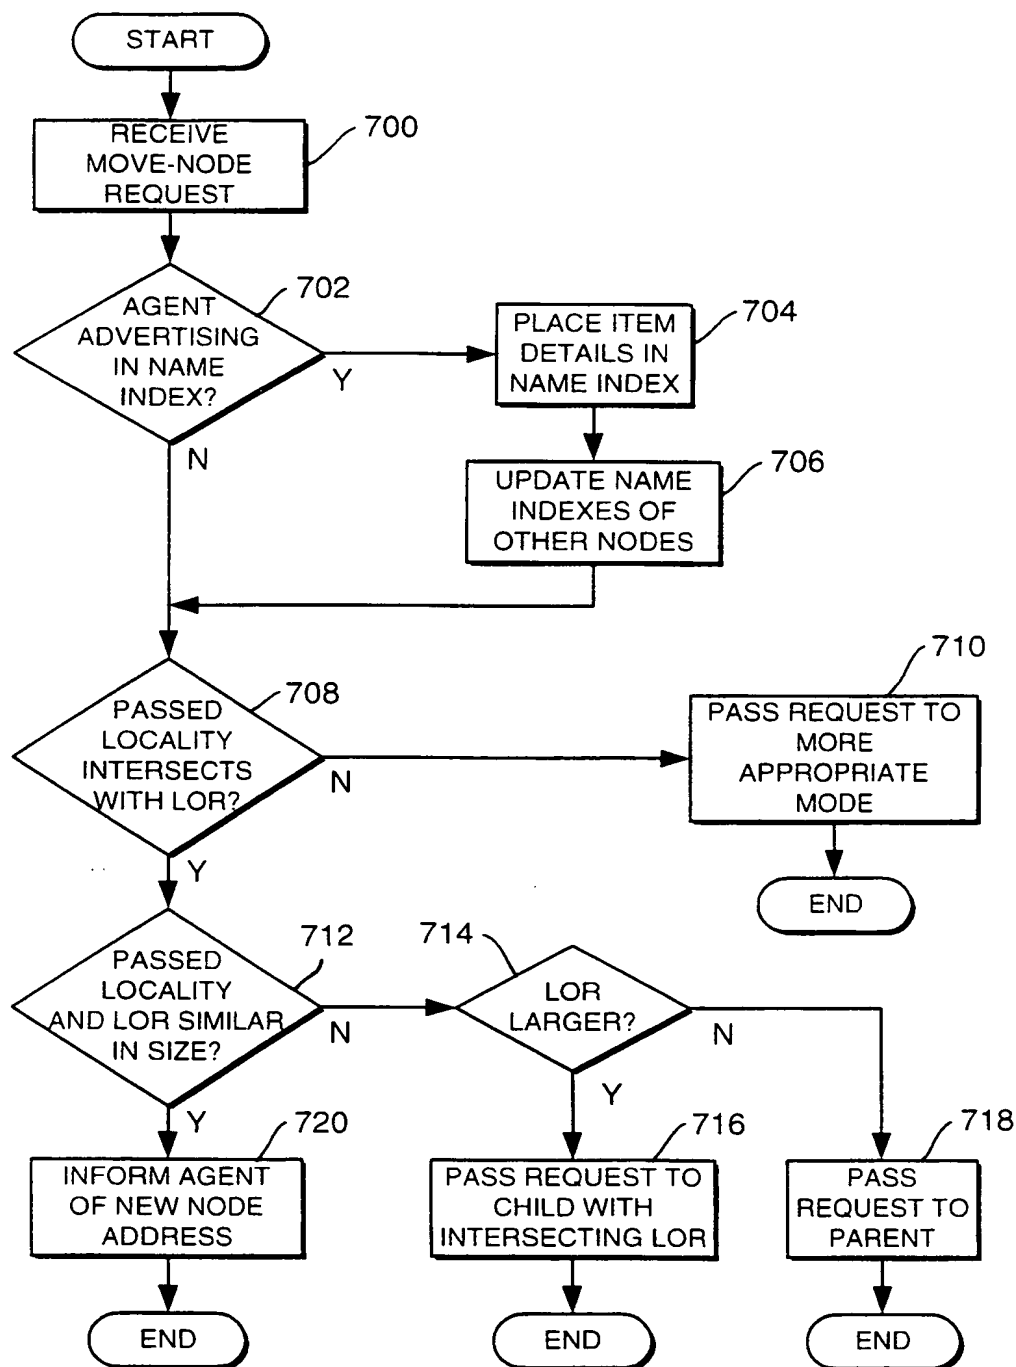 START
RECEIVE
MOVE-NODE
REQUEST
700
AGENT
ADVERTISING
IN NAME
INDEX?
702
Y
N
PLACE ITEM
DETAILS IN
NAME INDEX
704
UPDATE NAME
INDEXES OF
OTHER NODES
706
PASSED
LOCALITY
INTERSECTS
WITH LOR?
708
N
Y
PASS REQUEST TO
MORE
APPROPRIATE
MODE
710
END
PASSED
LOCALITY
AND LOR SIMILAR
IN SIZE?
712
N
Y
LOR
LARGER?
714
N
Y
INFORM AGENT
OF NEW NODE
ADDRESS
720
PASS REQUEST TO
CHILD WITH
INTERSECTING LOR
716
PASS
REQUEST TO
PARENT
718
END
END
END